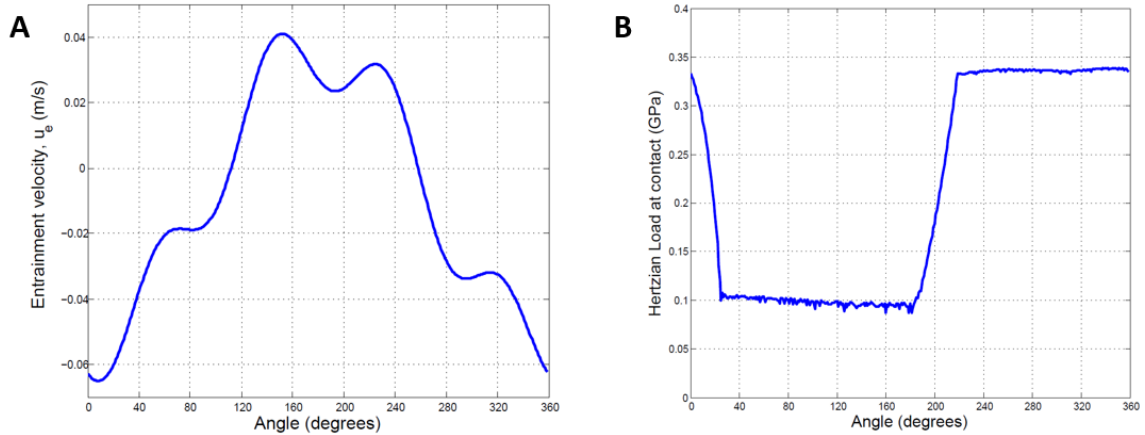 A
Entrainment velocity, u_e (m/s)
0.04
0.02
0
−0.02
−0.04
−0.06
0 40 80 120 160 200 240 280 320 360
Angle (degrees)
B
Hertzian Load at contact (GPa)
0.4
0.35
0.3
0.25
0.2
0.15
0.1
0.05
0
0 40 80 120 160 200 240 280 320 360
Angle (degrees)